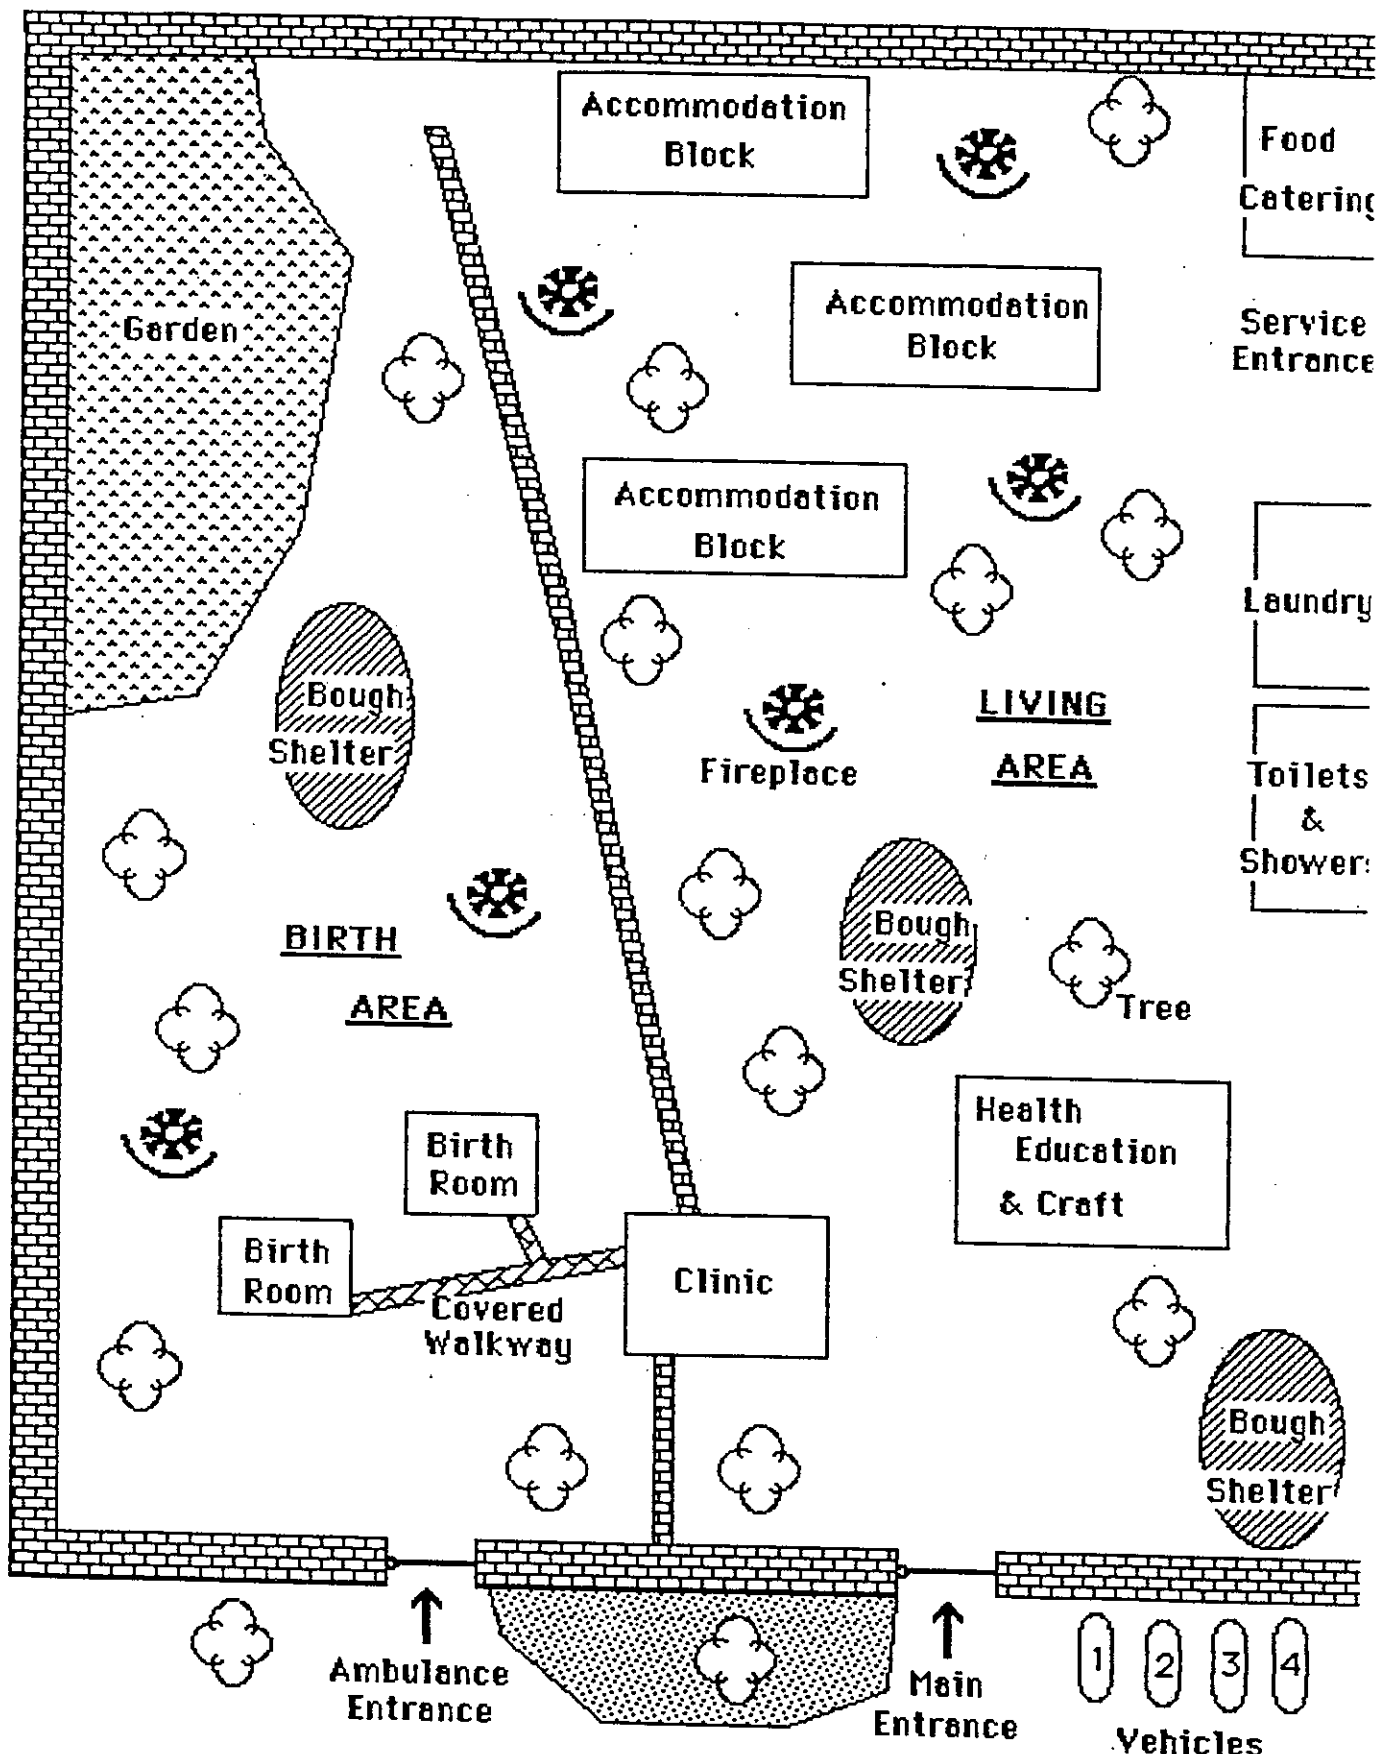 Accommodation
Block
Food
Catering
Accommodation
Block
Garden
Service
Entrance
Accommodation
Block
Laundry
Bough
Shelter
LIVING
AREA
Fireplace
Toilets
&
Showers
BIRTH
AREA
Bough
Shelter
Tree
Health
Education
& Craft
Birth
Room
Birth
Room
Clinic
Covered
Walkway
Bough
Shelter
Ambulance
Entrance
Main
Entrance
1 2 3 4
Vehicles